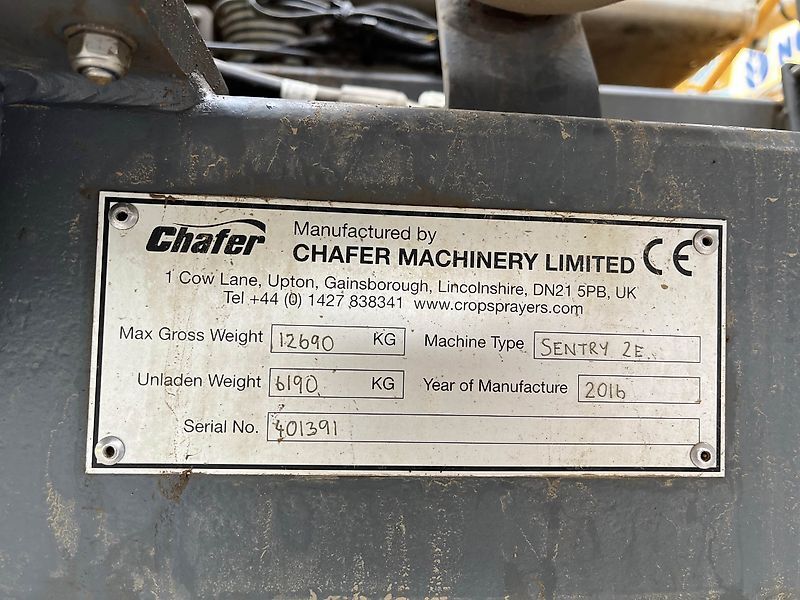 Chafer
Manufactured by
CHAFER MACHINERY LIMITED CE
1 Cow Lane, Upton, Gainsborough, Lincolnshire, DN21 5PB, UK
Tel +44 (0) 1427 838341 www.cropsprayers.com
Max Gross Weight 12690 KG Machine Type SENTRY 2E
Unladen Weight 6190 KG Year of Manufacture 2016
Serial No. 401391